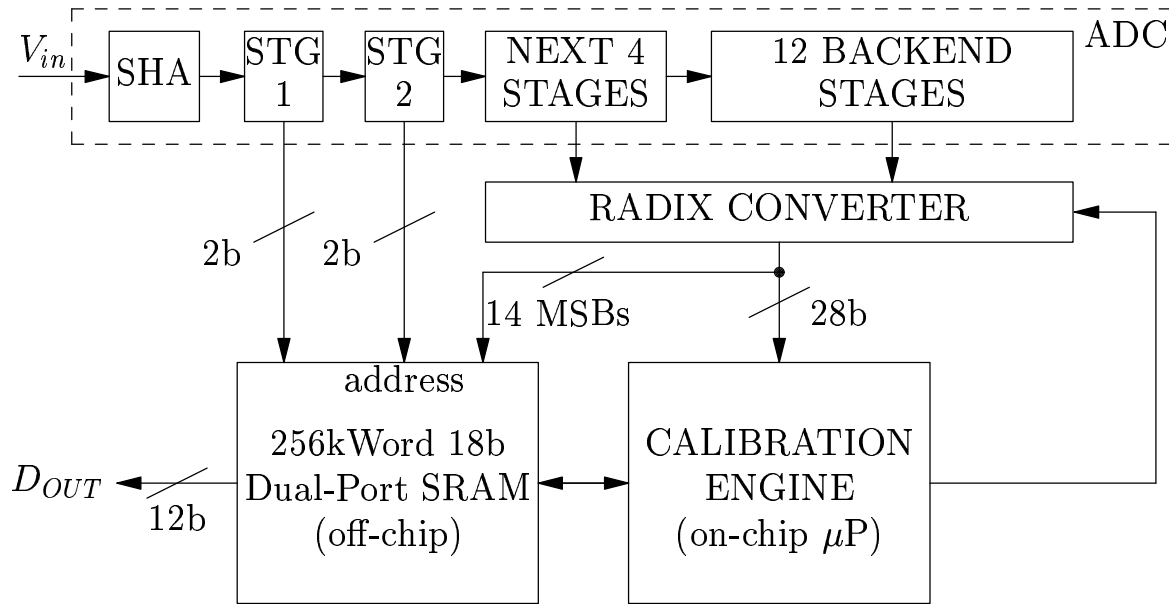 ADC
V_in
SHA
STG
1
STG
2
NEXT 4
STAGES
12 BACKEND
STAGES
RADIX CONVERTER
2b
2b
14 MSBs
28b
address
256kWord 18b
Dual-Port SRAM
(off-chip)
CALIBRATION
ENGINE
(on-chip μP)
D_OUT
12b